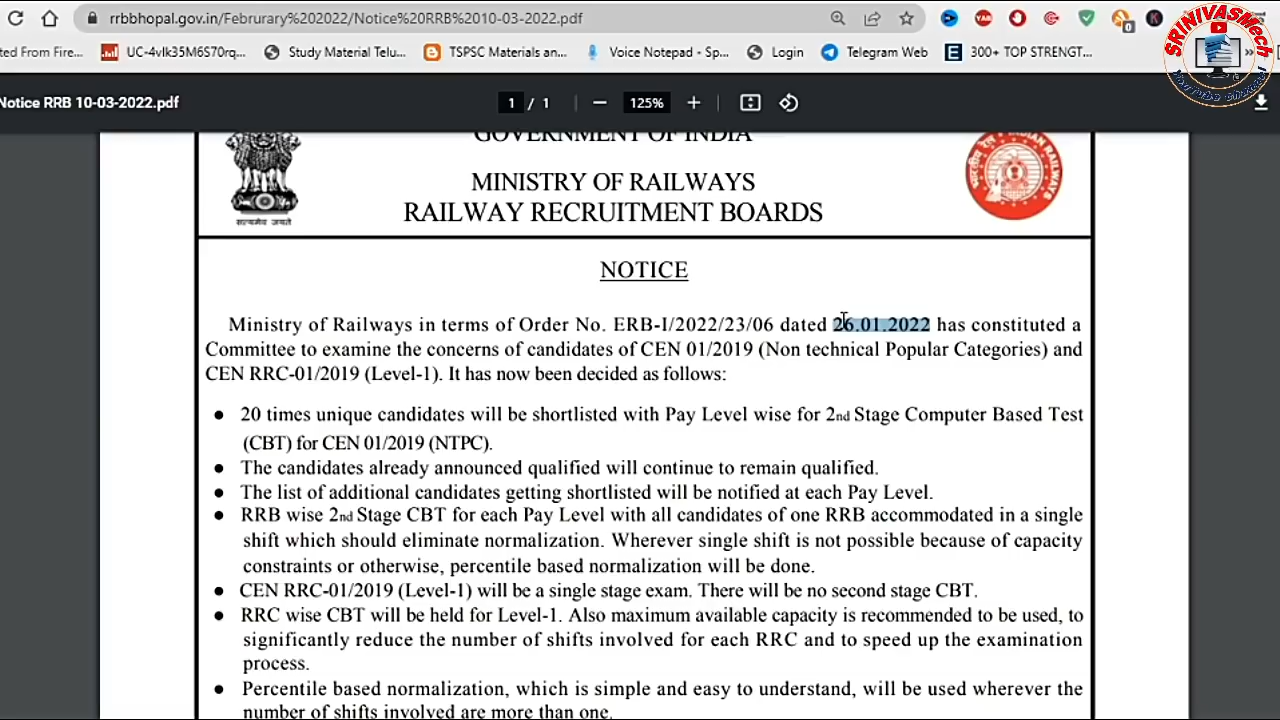 rrbbhopal.gov.in/Februrary%202022/Notice%20RRB%2010-03-2022.pdf
YAB
0
K
SRINIVASMech
YouTube Channel
ted From Fire...
UC-4vIk35M6S70rq...
Study Material Telu...
TSPSC Materials an...
Voice Notepad - Sp...
Login
Telegram Web
E
300+ TOP STRENGT...
»
Notice RRB 10-03-2022.pdf
1 / 1
125%
GOVERNMENT OF INDIA
MINISTRY OF RAILWAYS
RAILWAY RECRUITMENT BOARDS
सत्यमेव जयते
NOTICE
Ministry of Railways in terms of Order No. ERB-I/2022/23/06 dated 26.01.2022 has constituted a
Committee to examine the concerns of candidates of CEN 01/2019 (Non technical Popular Categories) and
CEN RRC-01/2019 (Level-1). It has now been decided as follows:
● 20 times unique candidates will be shortlisted with Pay Level wise for 2nd Stage Computer Based Test
(CBT) for CEN 01/2019 (NTPC).
● The candidates already announced qualified will continue to remain qualified.
● The list of additional candidates getting shortlisted will be notified at each Pay Level.
● RRB wise 2nd Stage CBT for each Pay Level with all candidates of one RRB accommodated in a single
shift which should eliminate normalization. Wherever single shift is not possible because of capacity
constraints or otherwise, percentile based normalization will be done.
● CEN RRC-01/2019 (Level-1) will be a single stage exam. There will be no second stage CBT.
● RRC wise CBT will be held for Level-1. Also maximum available capacity is recommended to be used, to
significantly reduce the number of shifts involved for each RRC and to speed up the examination
process.
● Percentile based normalization, which is simple and easy to understand, will be used wherever the
number of shifts involved are more than one.